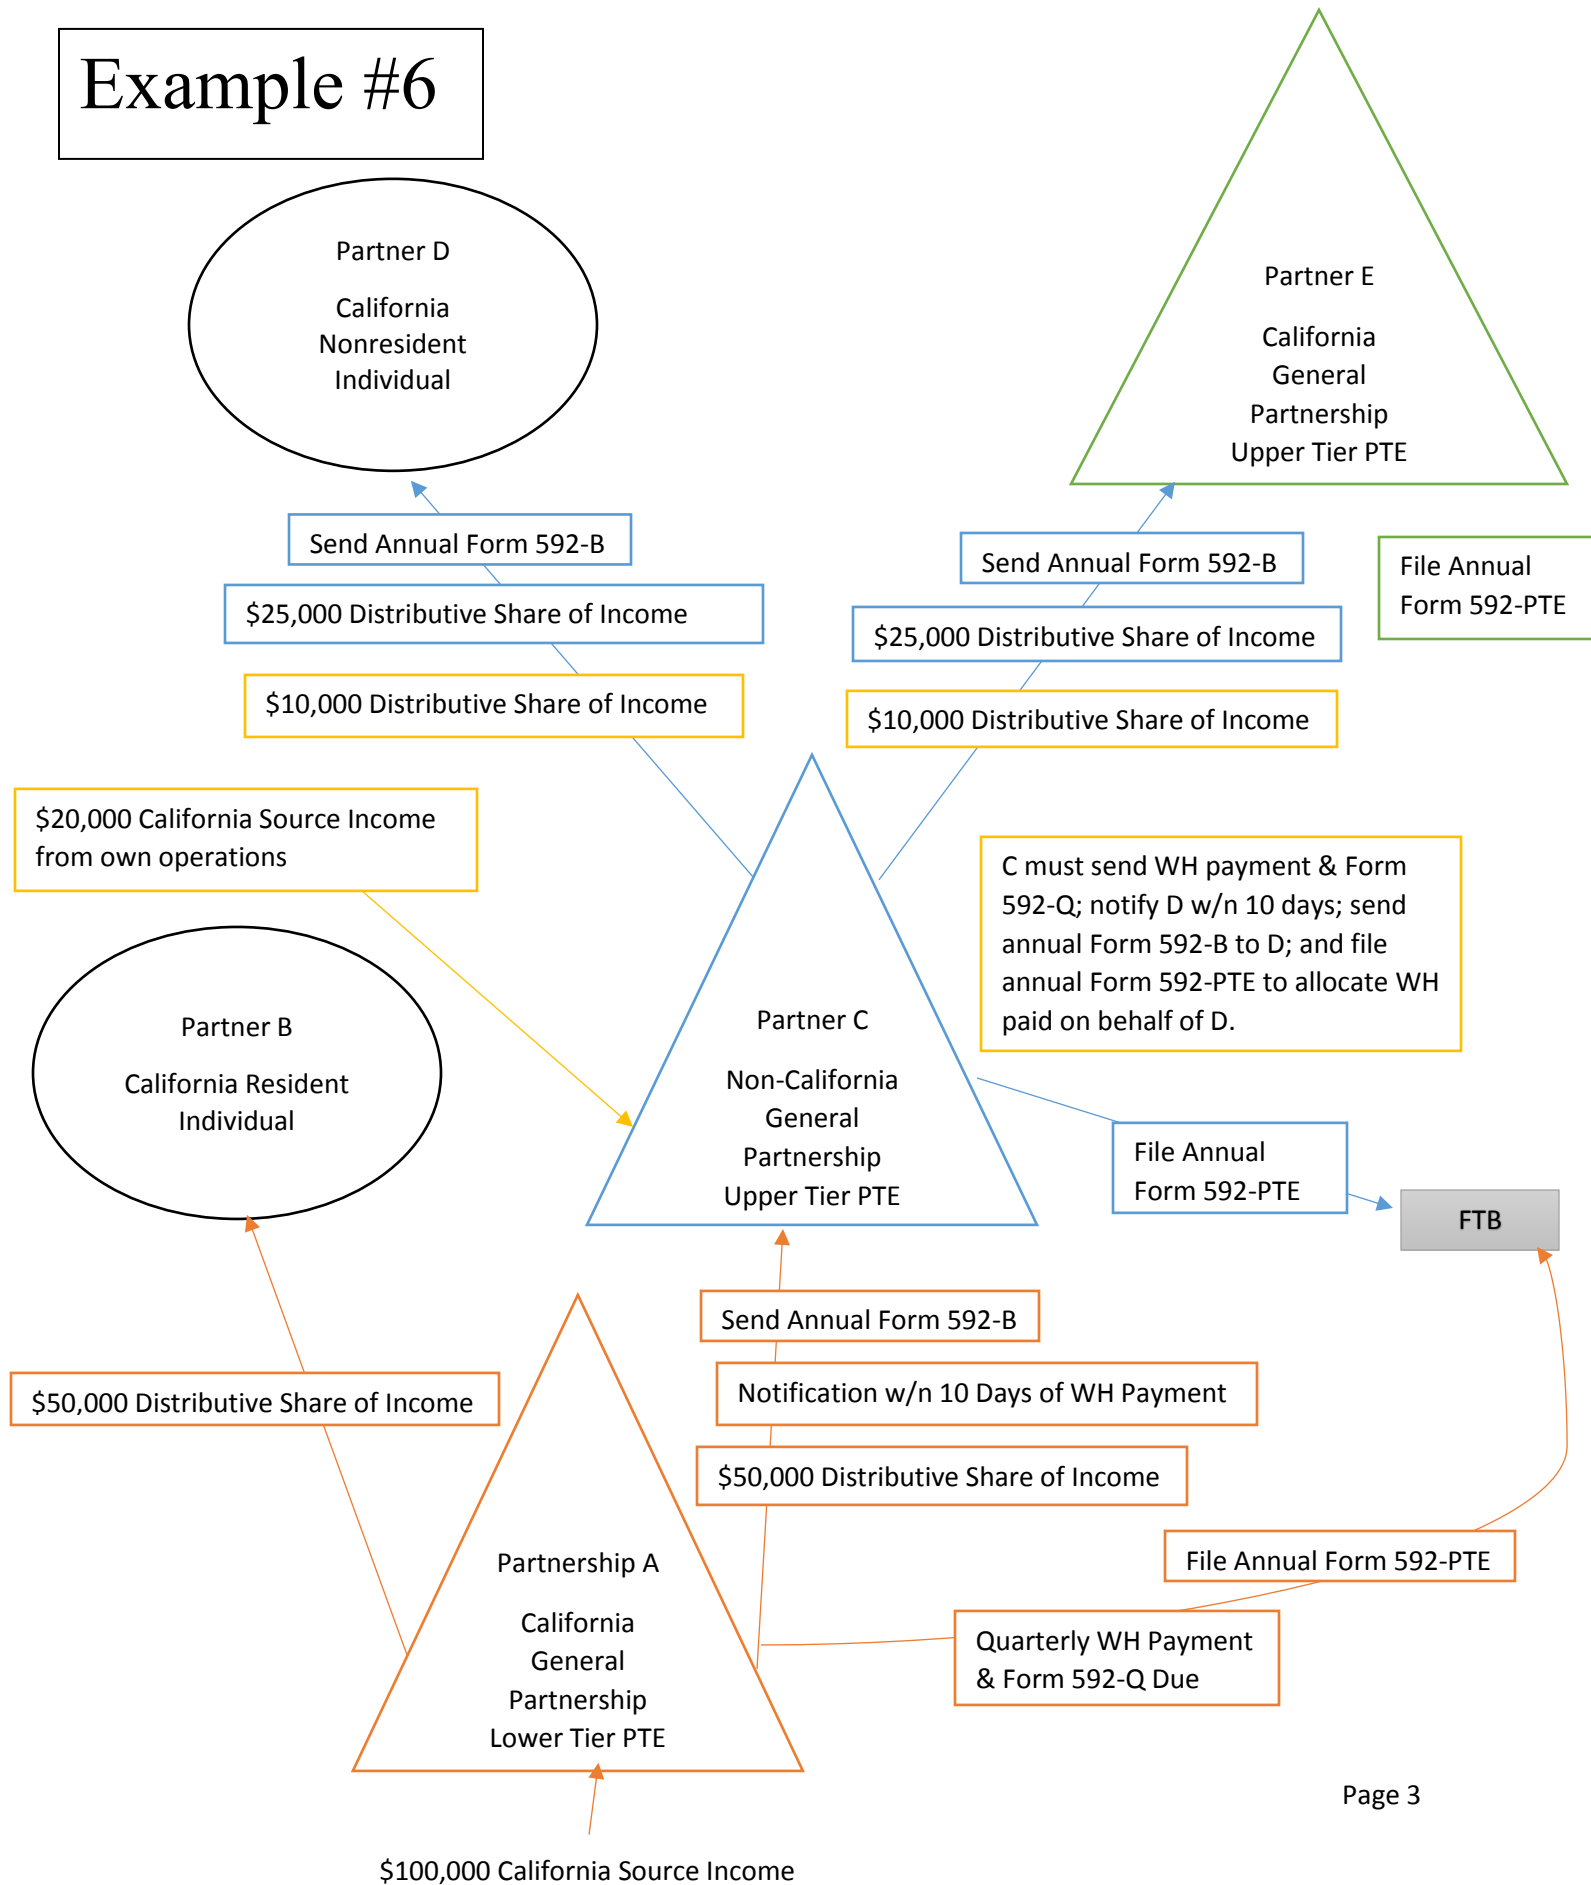 Example #6
Partner D
California
Nonresident
Individual
Partner E
California
General
Partnership
Upper Tier PTE
Send Annual Form 592-B
Send Annual Form 592-B
File Annual
Form 592-PTE
$25,000 Distributive Share of Income
$25,000 Distributive Share of Income
$10,000 Distributive Share of Income
$10,000 Distributive Share of Income
$20,000 California Source Income
from own operations
C must send WH payment & Form
592-Q; notify D w/n 10 days; send
annual Form 592-B to D; and file
annual Form 592-PTE to allocate WH
paid on behalf of D.
Partner B
California Resident
Individual
Partner C
Non-California
General
Partnership
Upper Tier PTE
File Annual
Form 592-PTE
FTB
Send Annual Form 592-B
Notification w/n 10 Days of WH Payment
$50,000 Distributive Share of Income
$50,000 Distributive Share of Income
Partnership A
California
General
Partnership
Lower Tier PTE
File Annual Form 592-PTE
Quarterly WH Payment
& Form 592-Q Due
Page 3
$100,000 California Source Income